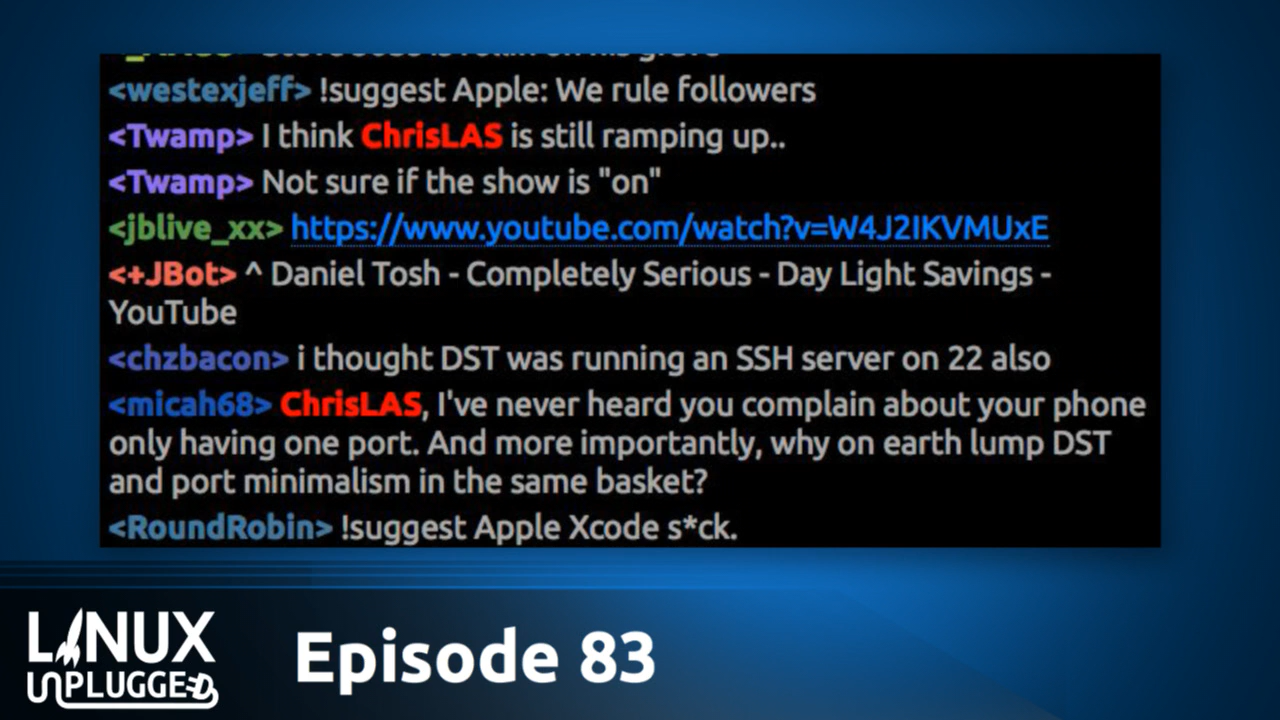 <westexjeff> !suggest Apple: We rule followers
<Twamp> I think ChrisLAS is still ramping up..
<Twamp> Not sure if the show is "on"
<jblive_xx> https://www.youtube.com/watch?v=W4J2IKVMUxE
<+JBot> ^ Daniel Tosh - Completely Serious - Day Light Savings -
YouTube
<chzbacon> i thought DST was running an SSH server on 22 also
<micah68> ChrisLAS, I've never heard you complain about your phone
only having one port. And more importantly, why on earth lump DST
and port minimalism in the same basket?
<RoundRobin> !suggest Apple Xcode s*ck.
LINUX
UNPLUGGED
Episode 83